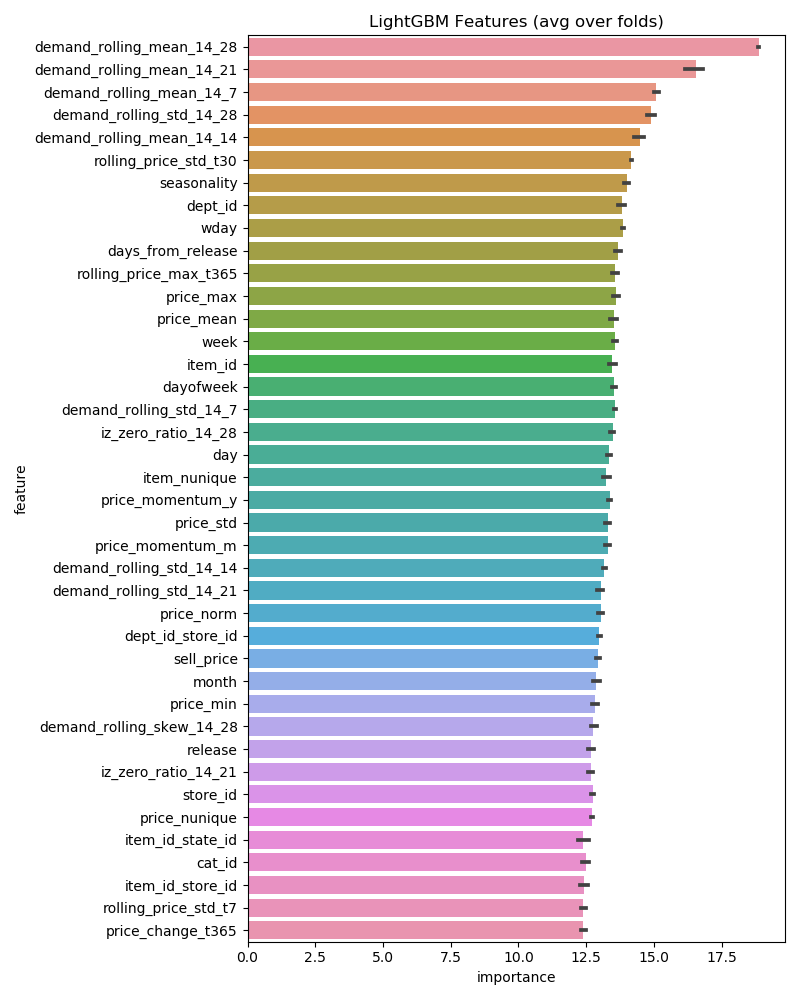 LightGBM Features (avg over folds)
demand_rolling_mean_14_28
demand_rolling_mean_14_21
demand_rolling_mean_14_7
demand_rolling_std_14_28
demand_rolling_mean_14_14
rolling_price_std_t30
seasonality
dept_id
wday
days_from_release
rolling_price_max_t365
price_max
price_mean
week
item_id
dayofweek
demand_rolling_std_14_7
iz_zero_ratio_14_28
day
item_nunique
price_momentum_y
price_std
price_momentum_m
demand_rolling_std_14_14
demand_rolling_std_14_21
price_norm
dept_id_store_id
sell_price
month
price_min
demand_rolling_skew_14_28
release
iz_zero_ratio_14_21
store_id
price_nunique
item_id_state_id
cat_id
item_id_store_id
rolling_price_std_t7
price_change_t365
feature
0.0 2.5 5.0 7.5 10.0 12.5 15.0 17.5
importance